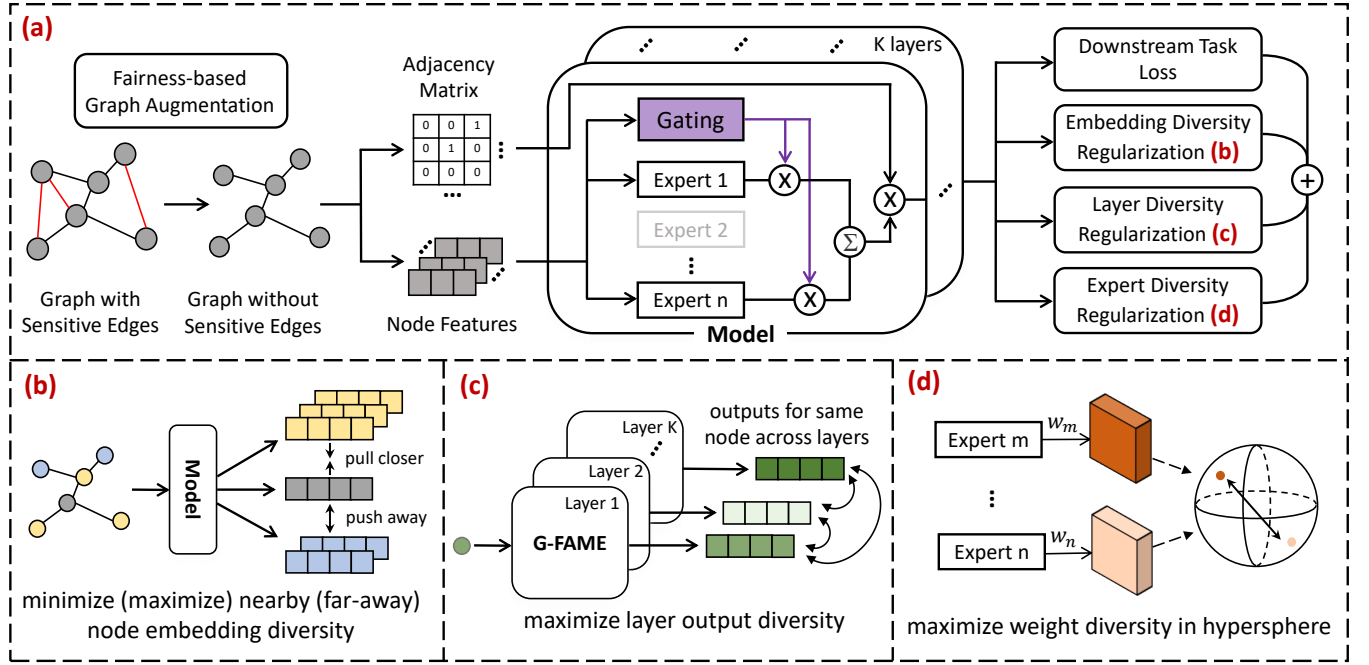 (a)
Fairness-based
Graph Augmentation
Graph with
Sensitive Edges
Graph without
Sensitive Edges
Adjacency
Matrix
0 0 1
0 1 0
0 0 0
Node Features
K layers
Gating
Expert 1
Expert 2
Expert n
X
X
Σ
X
Model
Downstream Task
Loss
Embedding Diversity
Regularization (b)
Layer Diversity
Regularization (c)
Expert Diversity
Regularization (d)
+
(b)
Model
pull closer
push away
minimize (maximize) nearby (far-away)
node embedding diversity
(c)
Layer K
Layer 2
Layer 1
G-FAME
outputs for same
node across layers
maximize layer output diversity
(d)
Expert m
w_m
Expert n
w_n
maximize weight diversity in hypersphere